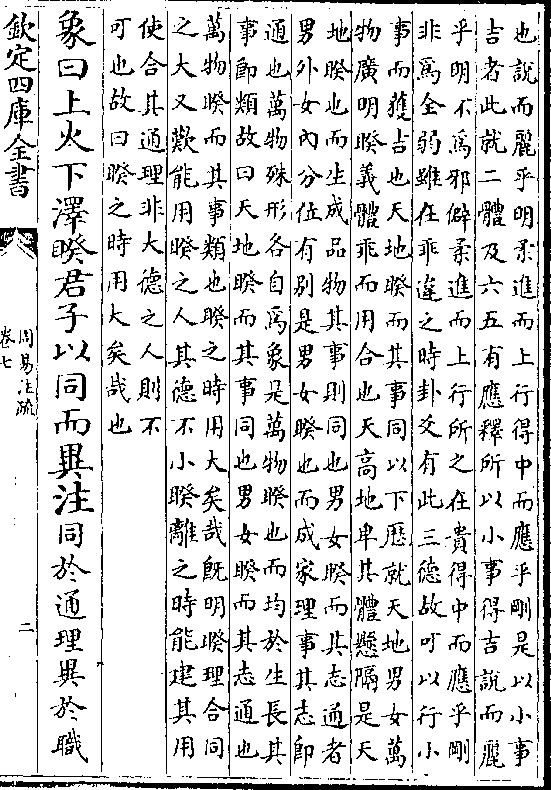 也說而麗乎明柔進而上行得中而應乎剛是以小事
吉者此就二體及六五有應釋所以小事得吉說而麗
乎明不為邪僻柔進而上行所之在貴得中而應乎剛
非為全弱雖在乖違之時卦爻有此三德故可以行小
事而獲吉也天地睽而其事同以下歷就天地男女萬
物廣明睽義體乖而用合也天高地卑其體懸隔是天
地睽也而生成品物其事則同也男女睽而其志通者
男外女內分位有別是男女睽也而成家理事其志即
通也萬物殊形各自為象是萬物睽也而均於生長其
事即類故曰天地睽而其事同也男女睽而其志通也
萬物睽而其事類也睽之時用大矣哉既明睽理合同
之大又歎能用睽之人其德不小睽離之時能建其用
使合其通理非大德之人則不
可也故曰睽之時用大矣哉也
象曰上火下澤睽君子以同而異注同於通理異於職
欽定四庫全書
周易注疏
卷七
二